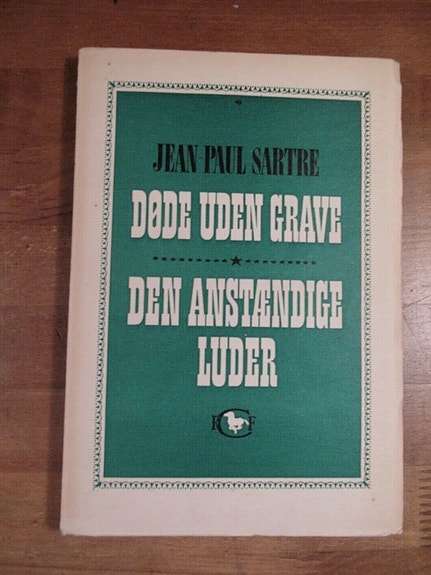 JEAN-PAUL SARTRE
DØDE UDEN GRAVE
DEN ANSTÆNDIGE
LUDER